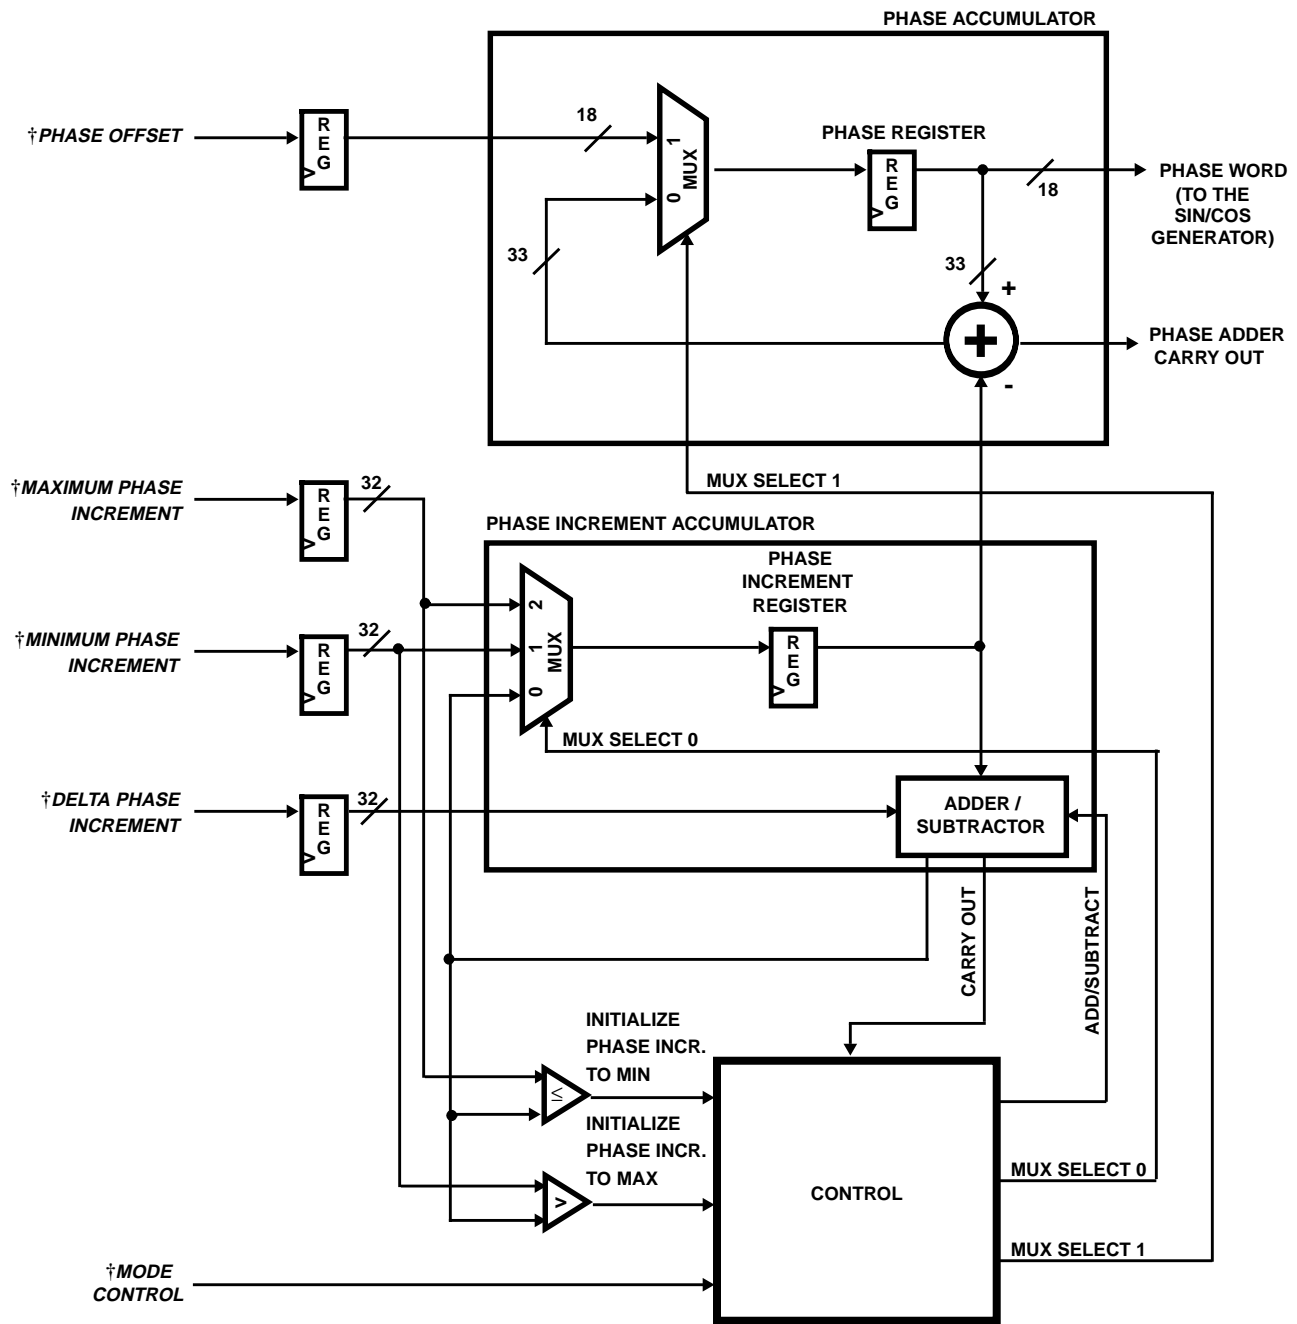 PHASE ACCUMULATOR
†PHASE OFFSET
R
E
G
>
18
1
MUX
0
33
PHASE REGISTER
R
E
G
>
18
PHASE WORD
(TO THE
SIN/COS
GENERATOR)
33
+
+
-
PHASE ADDER
CARRY OUT
MUX SELECT 1
†MAXIMUM PHASE
INCREMENT
R
E
G
>
32
PHASE INCREMENT ACCUMULATOR
PHASE
INCREMENT
REGISTER
2
1
MUX
0
R
E
G
>
†MINIMUM PHASE
INCREMENT
R
E
G
>
32
MUX SELECT 0
†DELTA PHASE
INCREMENT
R
E
G
>
32
ADDER /
SUBTRACTOR
CARRY OUT
ADD/SUBTRACT
INITIALIZE
PHASE INCR.
TO MIN
≤
INITIALIZE
PHASE INCR.
TO MAX
>
CONTROL
MUX SELECT 0
MUX SELECT 1
†MODE
CONTROL